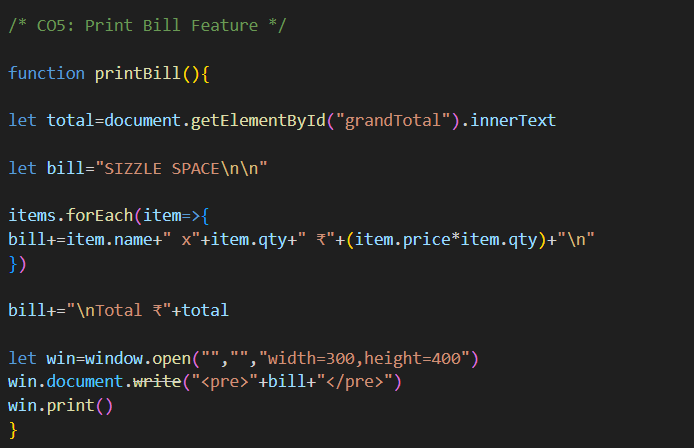 /* CO5: Print Bill Feature */
function printBill(){
let total=document.getElementById("grandTotal").innerText
let bill="SIZZLE SPACE\n\n"
items.forEach(item=>{
bill+=item.name+" x"+item.qty+" ₹"+(item.price*item.qty)+"\n"
})
bill+="\nTotal ₹"+total
let win=window.open("","","width=300,height=400")
win.document.write("<pre>"+bill+"</pre>")
win.print()
}